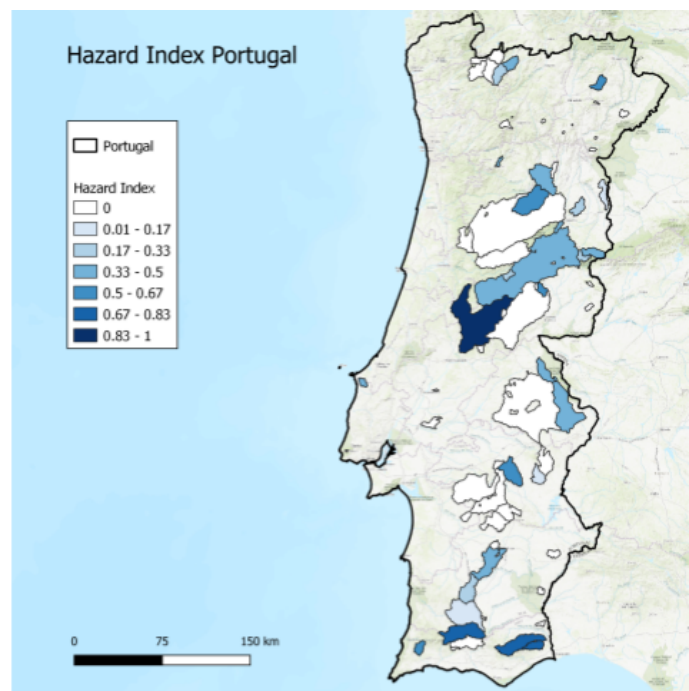 Hazard Index Portugal
Portugal
Hazard Index
0
0.01 - 0.17
0.17 - 0.33
0.33 - 0.5
0.5 - 0.67
0.67 - 0.83
0.83 - 1
0 75 150 km